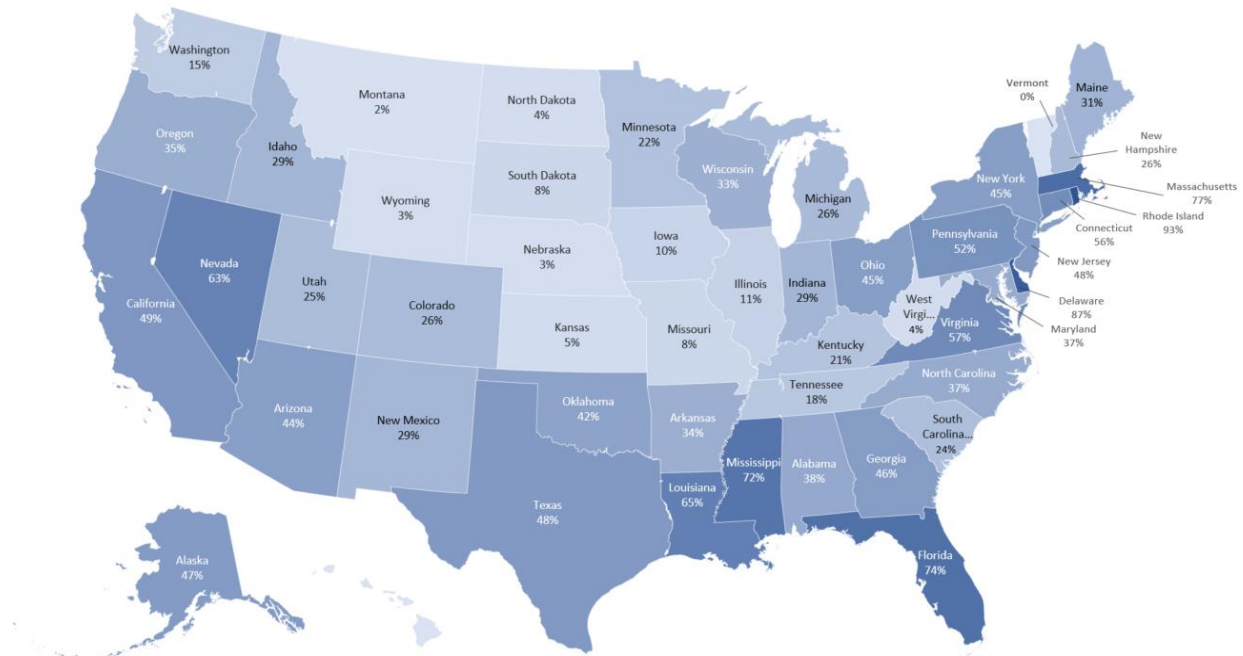 Washington
15%
Montana
2%
North Dakota
4%
Minnesota
22%
Vermont
0%
Maine
31%
Oregon
35%
Idaho
29%
South Dakota
8%
Wisconsin
33%
Michigan
26%
New York
45%
New
Hampshire
26%
Massachusetts
77%
Rhode Island
93%
Connecticut
56%
Wyoming
3%
Nebraska
3%
Iowa
10%
Pennsylvania
52%
New Jersey
48%
Nevada
63%
Utah
25%
Colorado
26%
Illinois
11%
Indiana
29%
Ohio
45%
West
Virgi...
4%
Delaware
87%
Maryland
37%
California
49%
Kansas
5%
Missouri
8%
Kentucky
21%
Virginia
57%
Arizona
44%
New Mexico
29%
Oklahoma
42%
Arkansas
34%
Tennessee
18%
North Carolina
37%
South
Carolina...
24%
Texas
48%
Louisiana
65%
Mississippi
72%
Alabama
38%
Georgia
46%
Alaska
47%
Florida
74%